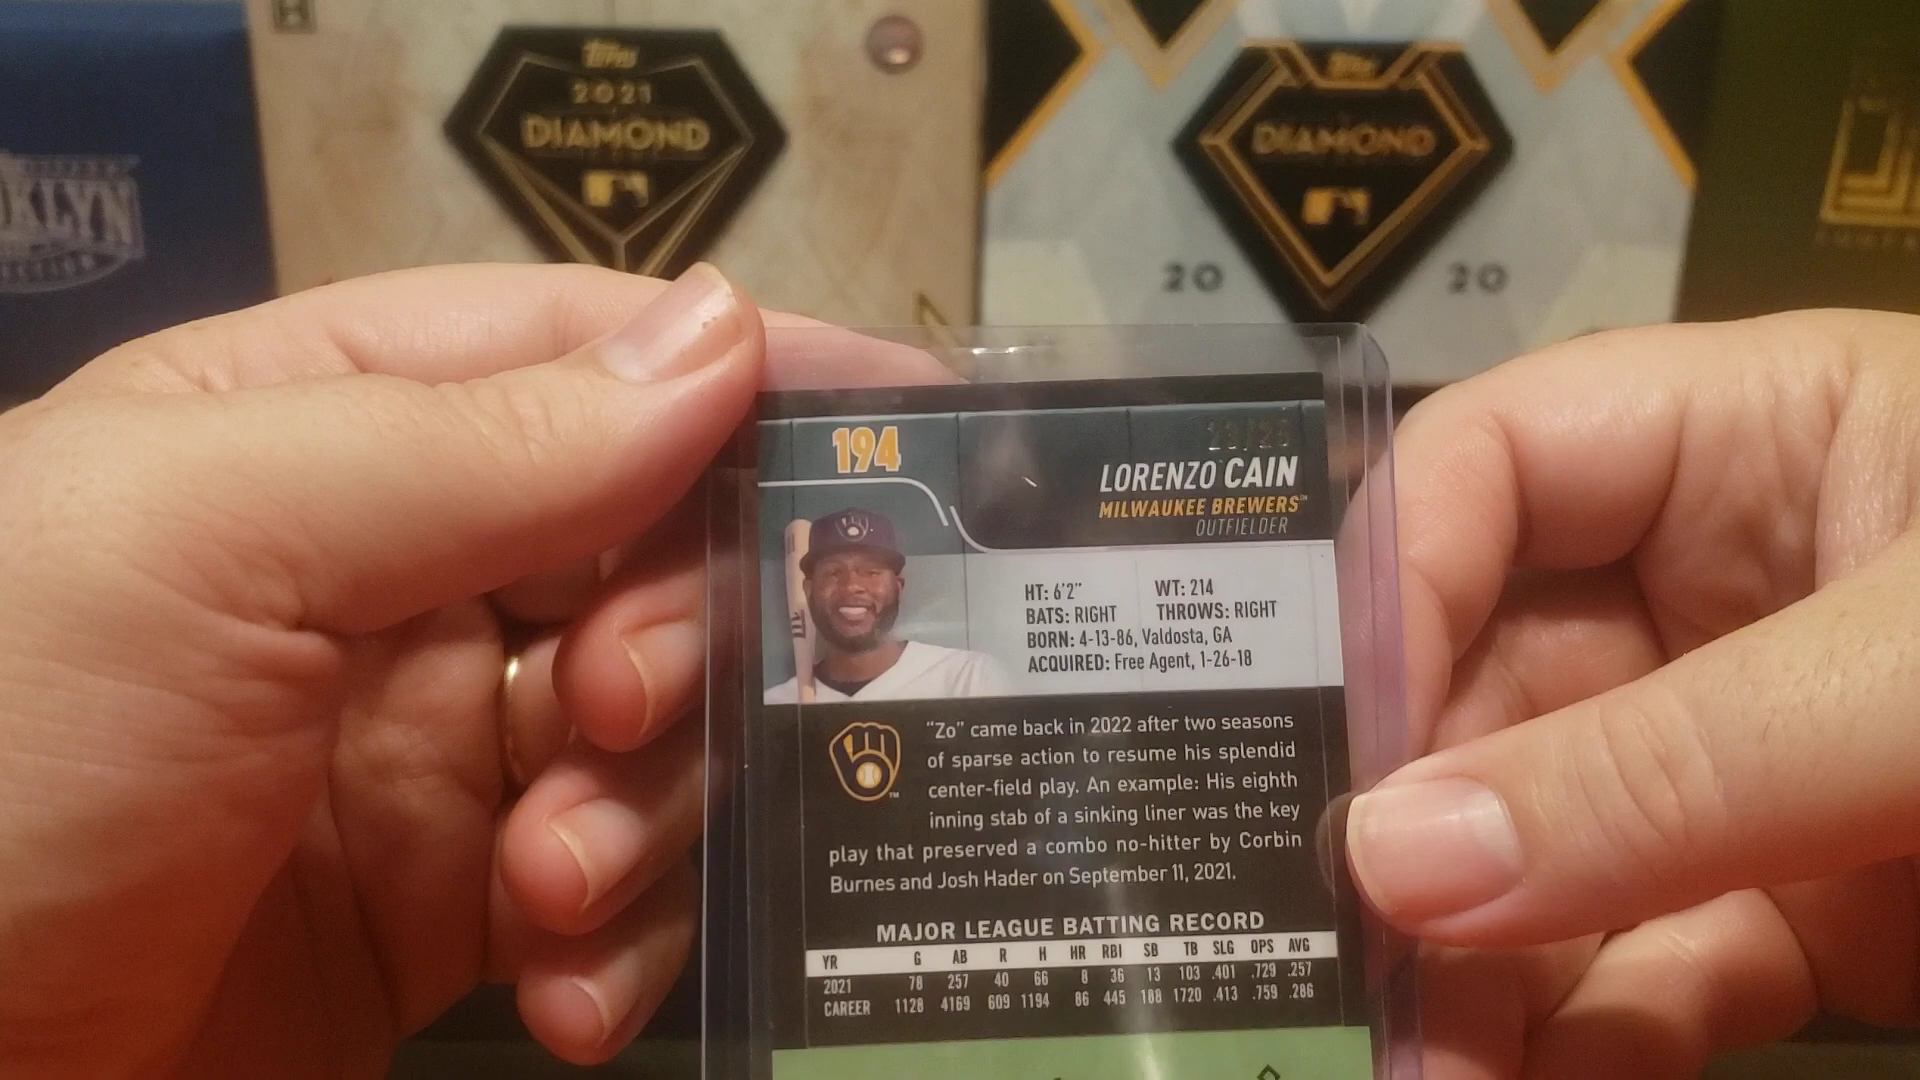 Topps
2021
DIAMOND
Topps
DIAMOND
20 20
OKLYN
194
LORENZO CAIN
MILWAUKEE BREWERS™
OUTFIELDER
HT: 6'2" WT: 214
BATS: RIGHT THROWS: RIGHT
BORN: 4-13-86, Valdosta, GA
ACQUIRED: Free Agent, 1-26-18
"Zo" came back in 2022 after two seasons
of sparse action to resume his splendid
center-field play. An example: His eighth
inning stab of a sinking liner was the key
play that preserved a combo no-hitter by Corbin
Burnes and Josh Hader on September 11, 2021.
MAJOR LEAGUE BATTING RECORD
YR G AB R H HR RBI SB TB SLG OPS AVG
2021 78 257 40 66 8 36 13 103 .401 .729 .257
CAREER 1128 4169 609 1194 86 445 188 1720 .413 .759 .286